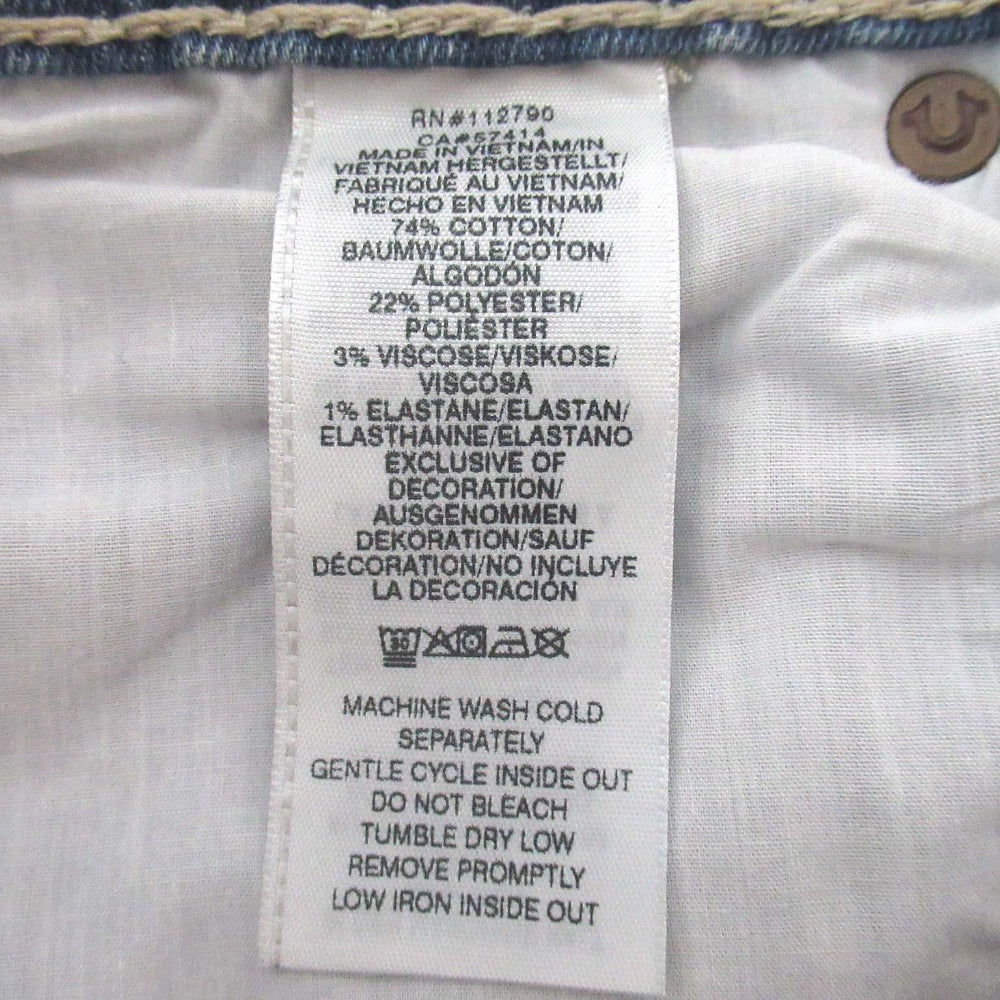 RN#112790
CA#57414
MADE IN VIETNAM/IN
VIETNAM HERGESTELLT/
FABRIQUÉ AU VIETNAM/
HECHO EN VIETNAM
74% COTTON/
BAUMWOLLE/COTON/
ALGODÓN
22% POLYESTER/
POLIÉSTER
3% VISCOSE/VISKOSE/
VISCOSA
1% ELASTANE/ELASTAN/
ELASTHANNE/ELASTANO
EXCLUSIVE OF
DECORATION/
AUSGENOMMEN
DEKORATION/SAUF
DÉCORATION/NO INCLUYE
LA DECORACIÓN
30
MACHINE WASH COLD
SEPARATELY
GENTLE CYCLE INSIDE OUT
DO NOT BLEACH
TUMBLE DRY LOW
REMOVE PROMPTLY
LOW IRON INSIDE OUT